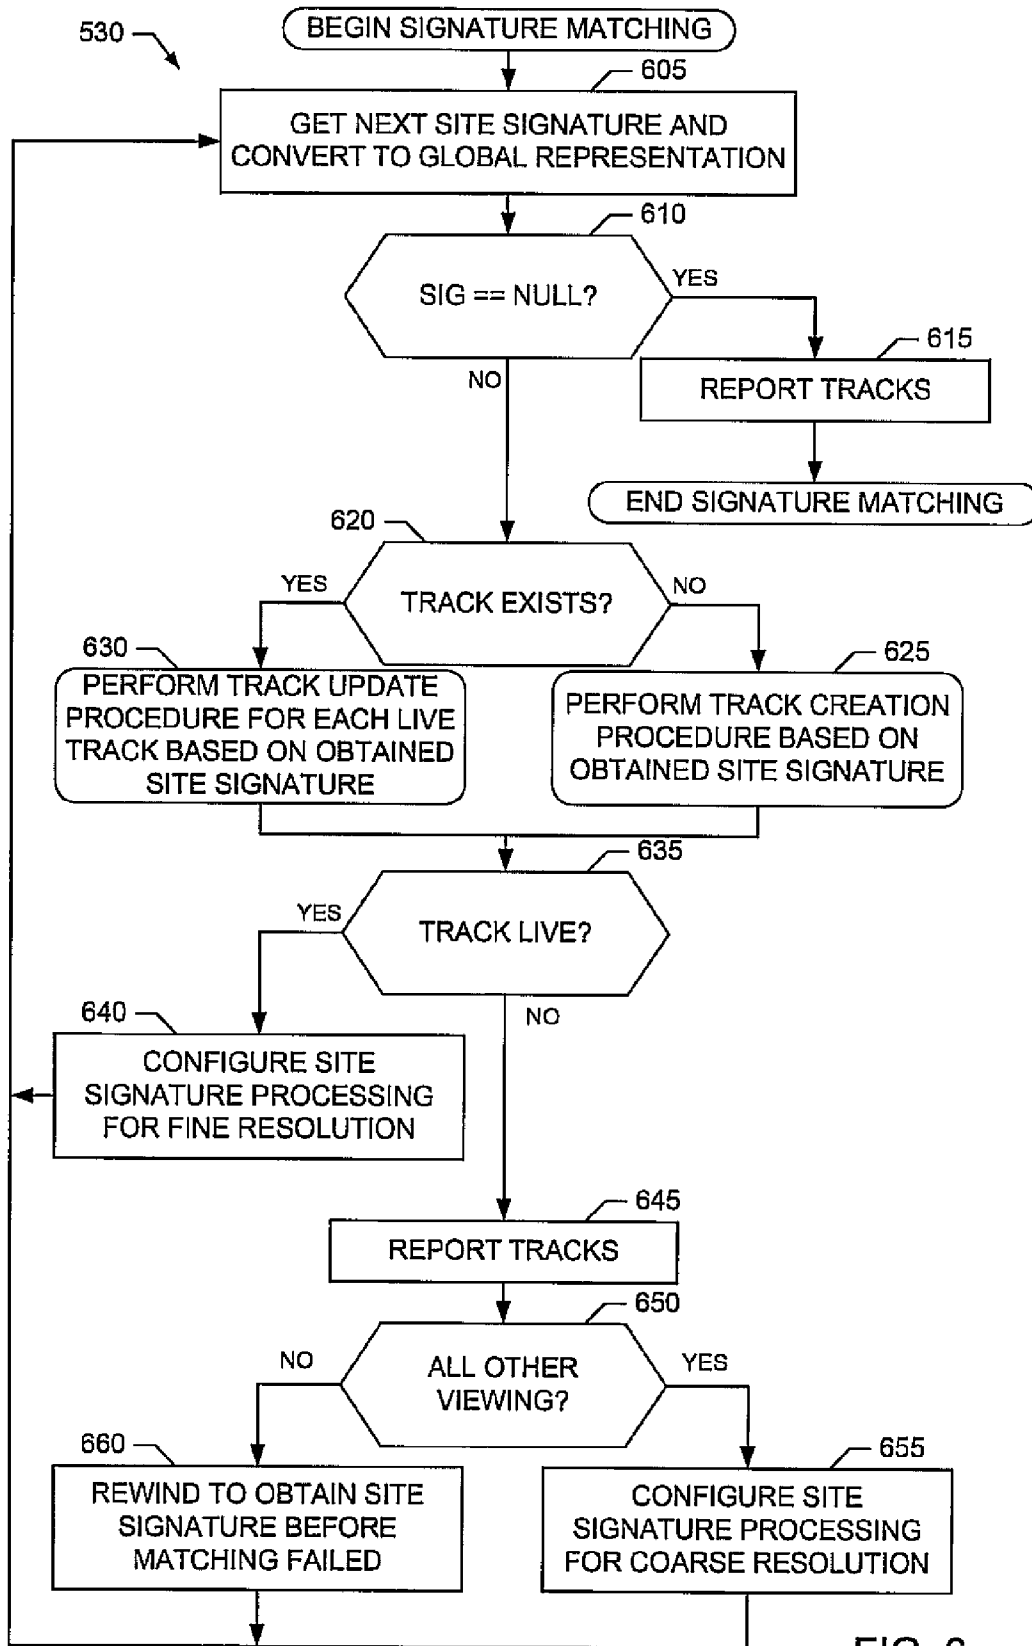 530
BEGIN SIGNATURE MATCHING
605
GET NEXT SITE SIGNATURE AND
CONVERT TO GLOBAL REPRESENTATION
610
SIG == NULL?
YES
NO
615
REPORT TRACKS
END SIGNATURE MATCHING
620
TRACK EXISTS?
YES
NO
630
PERFORM TRACK UPDATE
PROCEDURE FOR EACH LIVE
TRACK BASED ON OBTAINED
SITE SIGNATURE
625
PERFORM TRACK CREATION
PROCEDURE BASED ON
OBTAINED SITE SIGNATURE
635
TRACK LIVE?
YES
NO
640
CONFIGURE SITE
SIGNATURE PROCESSING
FOR FINE RESOLUTION
645
REPORT TRACKS
650
ALL OTHER
VIEWING?
NO
YES
660
REWIND TO OBTAIN SITE
SIGNATURE BEFORE
MATCHING FAILED
655
CONFIGURE SITE
SIGNATURE PROCESSING
FOR COARSE RESOLUTION